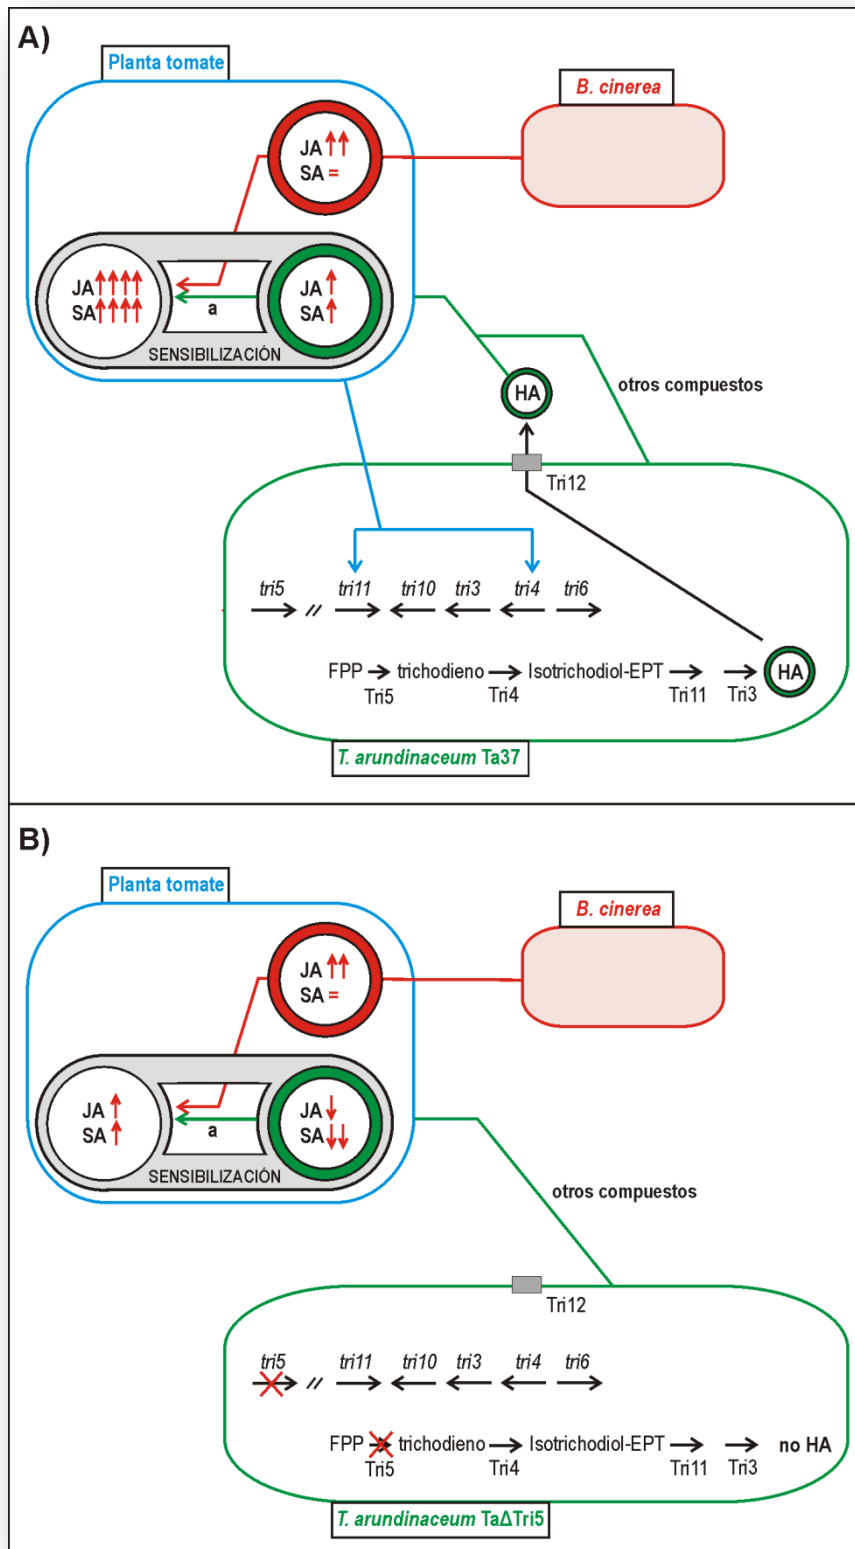 A)
Planta tomate
B. cinerea
JA
SA =
JA
SA
a
JA
SA
SENSIBILIZACIÓN
HA
otros compuestos
Tri12
tri5 // tri11 tri10 tri3 tri4 tri6
FPP trichodieno Isotrichodiol-EPT HA
Tri5 Tri4 Tri11 Tri3
T. arundinaceum Ta37
B)
Planta tomate
B. cinerea
JA
SA =
JA
SA
a
JA
SA
SENSIBILIZACIÓN
otros compuestos
Tri12
tri5 // tri11 tri10 tri3 tri4 tri6
FPP trichodieno Isotrichodiol-EPT no HA
Tri5 Tri4 Tri11 Tri3
T. arundinaceum TaΔTri5